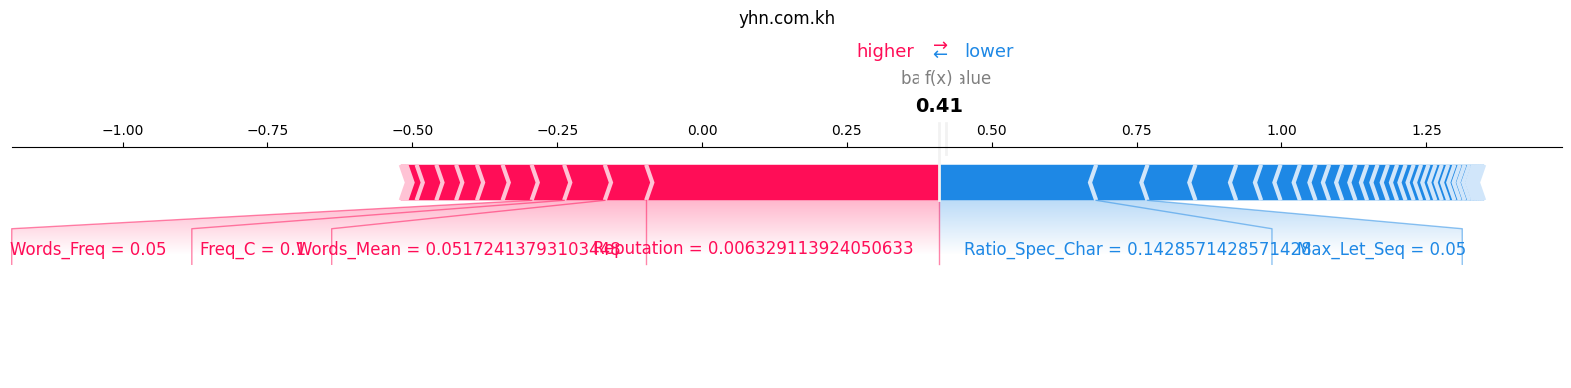 yhn.com.kh
higher ⇄ lower
ba f(x) alue
0.41
−1.00 −0.75 −0.50 −0.25 0.00 0.25 0.50 0.75 1.00 1.25
Words_Freq = 0.05 Freq_C = 0.1 Words_Mean = 0.05172413793103448 Reputation = 0.006329113924050633 Ratio_Spec_Char = 0.14285714285714285 Max_Let_Seq = 0.05